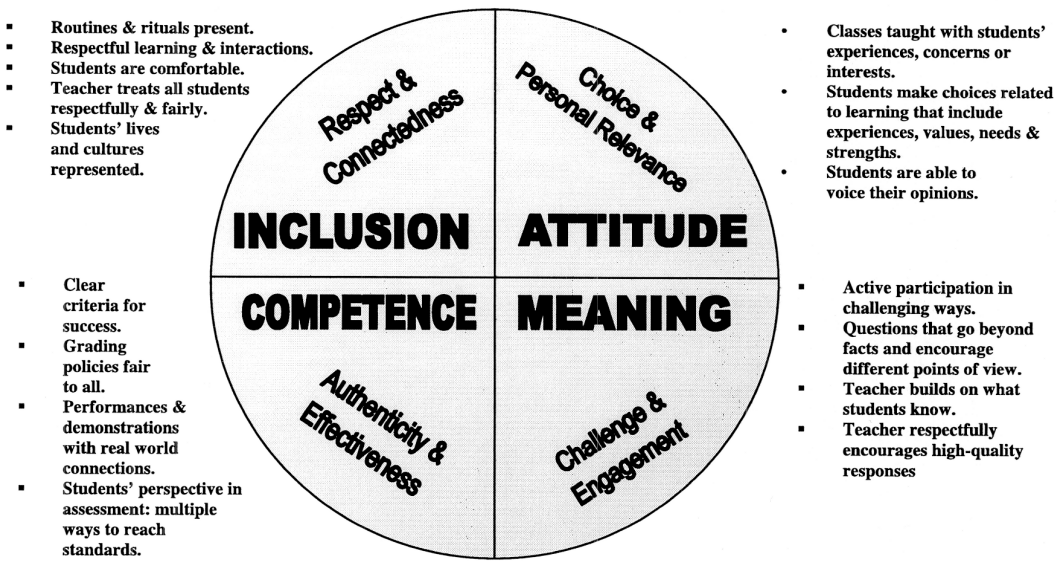 Routines & rituals present.
Respectful learning & interactions.
Students are comfortable.
Teacher treats all students
respectfully & fairly.
Students' lives
and cultures
represented.
Respect &
Connectedness
INCLUSION
Choice &
Personal Relevance
ATTITUDE
Classes taught with students'
experiences, concerns or
interests.
Students make choices related
to learning that include
experiences, values, needs &
strengths.
Students are able to
voice their opinions.
Clear
criteria for
success.
Grading
policies fair
to all.
Performances &
demonstrations
with real world
connections.
Students' perspective in
assessment: multiple
ways to reach
standards.
COMPETENCE
Authenticity &
Effectiveness
MEANING
Challenge &
Engagement
Active participation in
challenging ways.
Questions that go beyond
facts and encourage
different points of view.
Teacher builds on what
students know.
Teacher respectfully
encourages high-quality
responses